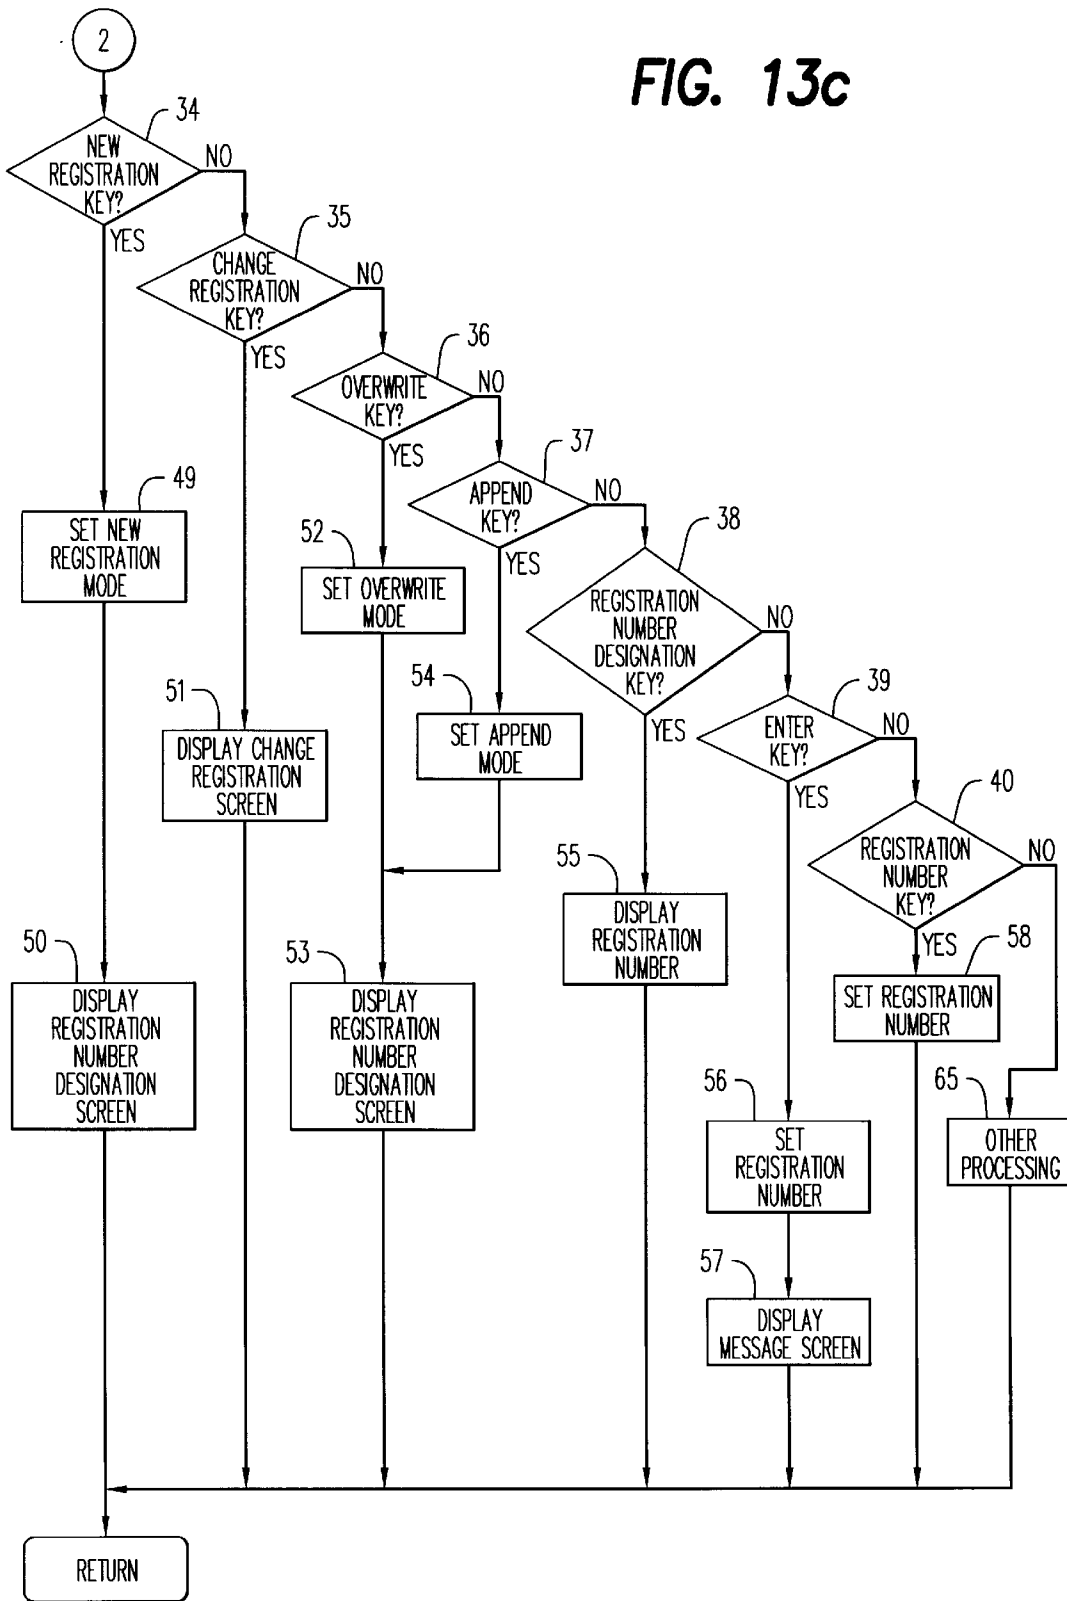 2
FIG. 13c
34
NEW
REGISTRATION
KEY?
NO
YES
35
CHANGE
REGISTRATION
KEY?
NO
YES
36
OVERWRITE
KEY?
NO
YES
37
APPEND
KEY?
NO
YES
38
REGISTRATION
NUMBER
DESIGNATION
KEY?
NO
YES
39
ENTER
KEY?
NO
YES
40
REGISTRATION
NUMBER
KEY?
NO
YES
49
SET NEW
REGISTRATION
MODE
50
DISPLAY
REGISTRATION
NUMBER
DESIGNATION
SCREEN
51
DISPLAY CHANGE
REGISTRATION
SCREEN
52
SET OVERWRITE
MODE
53
DISPLAY
REGISTRATION
NUMBER
DESIGNATION
SCREEN
54
SET APPEND
MODE
55
DISPLAY
REGISTRATION
NUMBER
56
SET
REGISTRATION
NUMBER
57
DISPLAY
MESSAGE SCREEN
58
SET REGISTRATION
NUMBER
65
OTHER
PROCESSING
RETURN